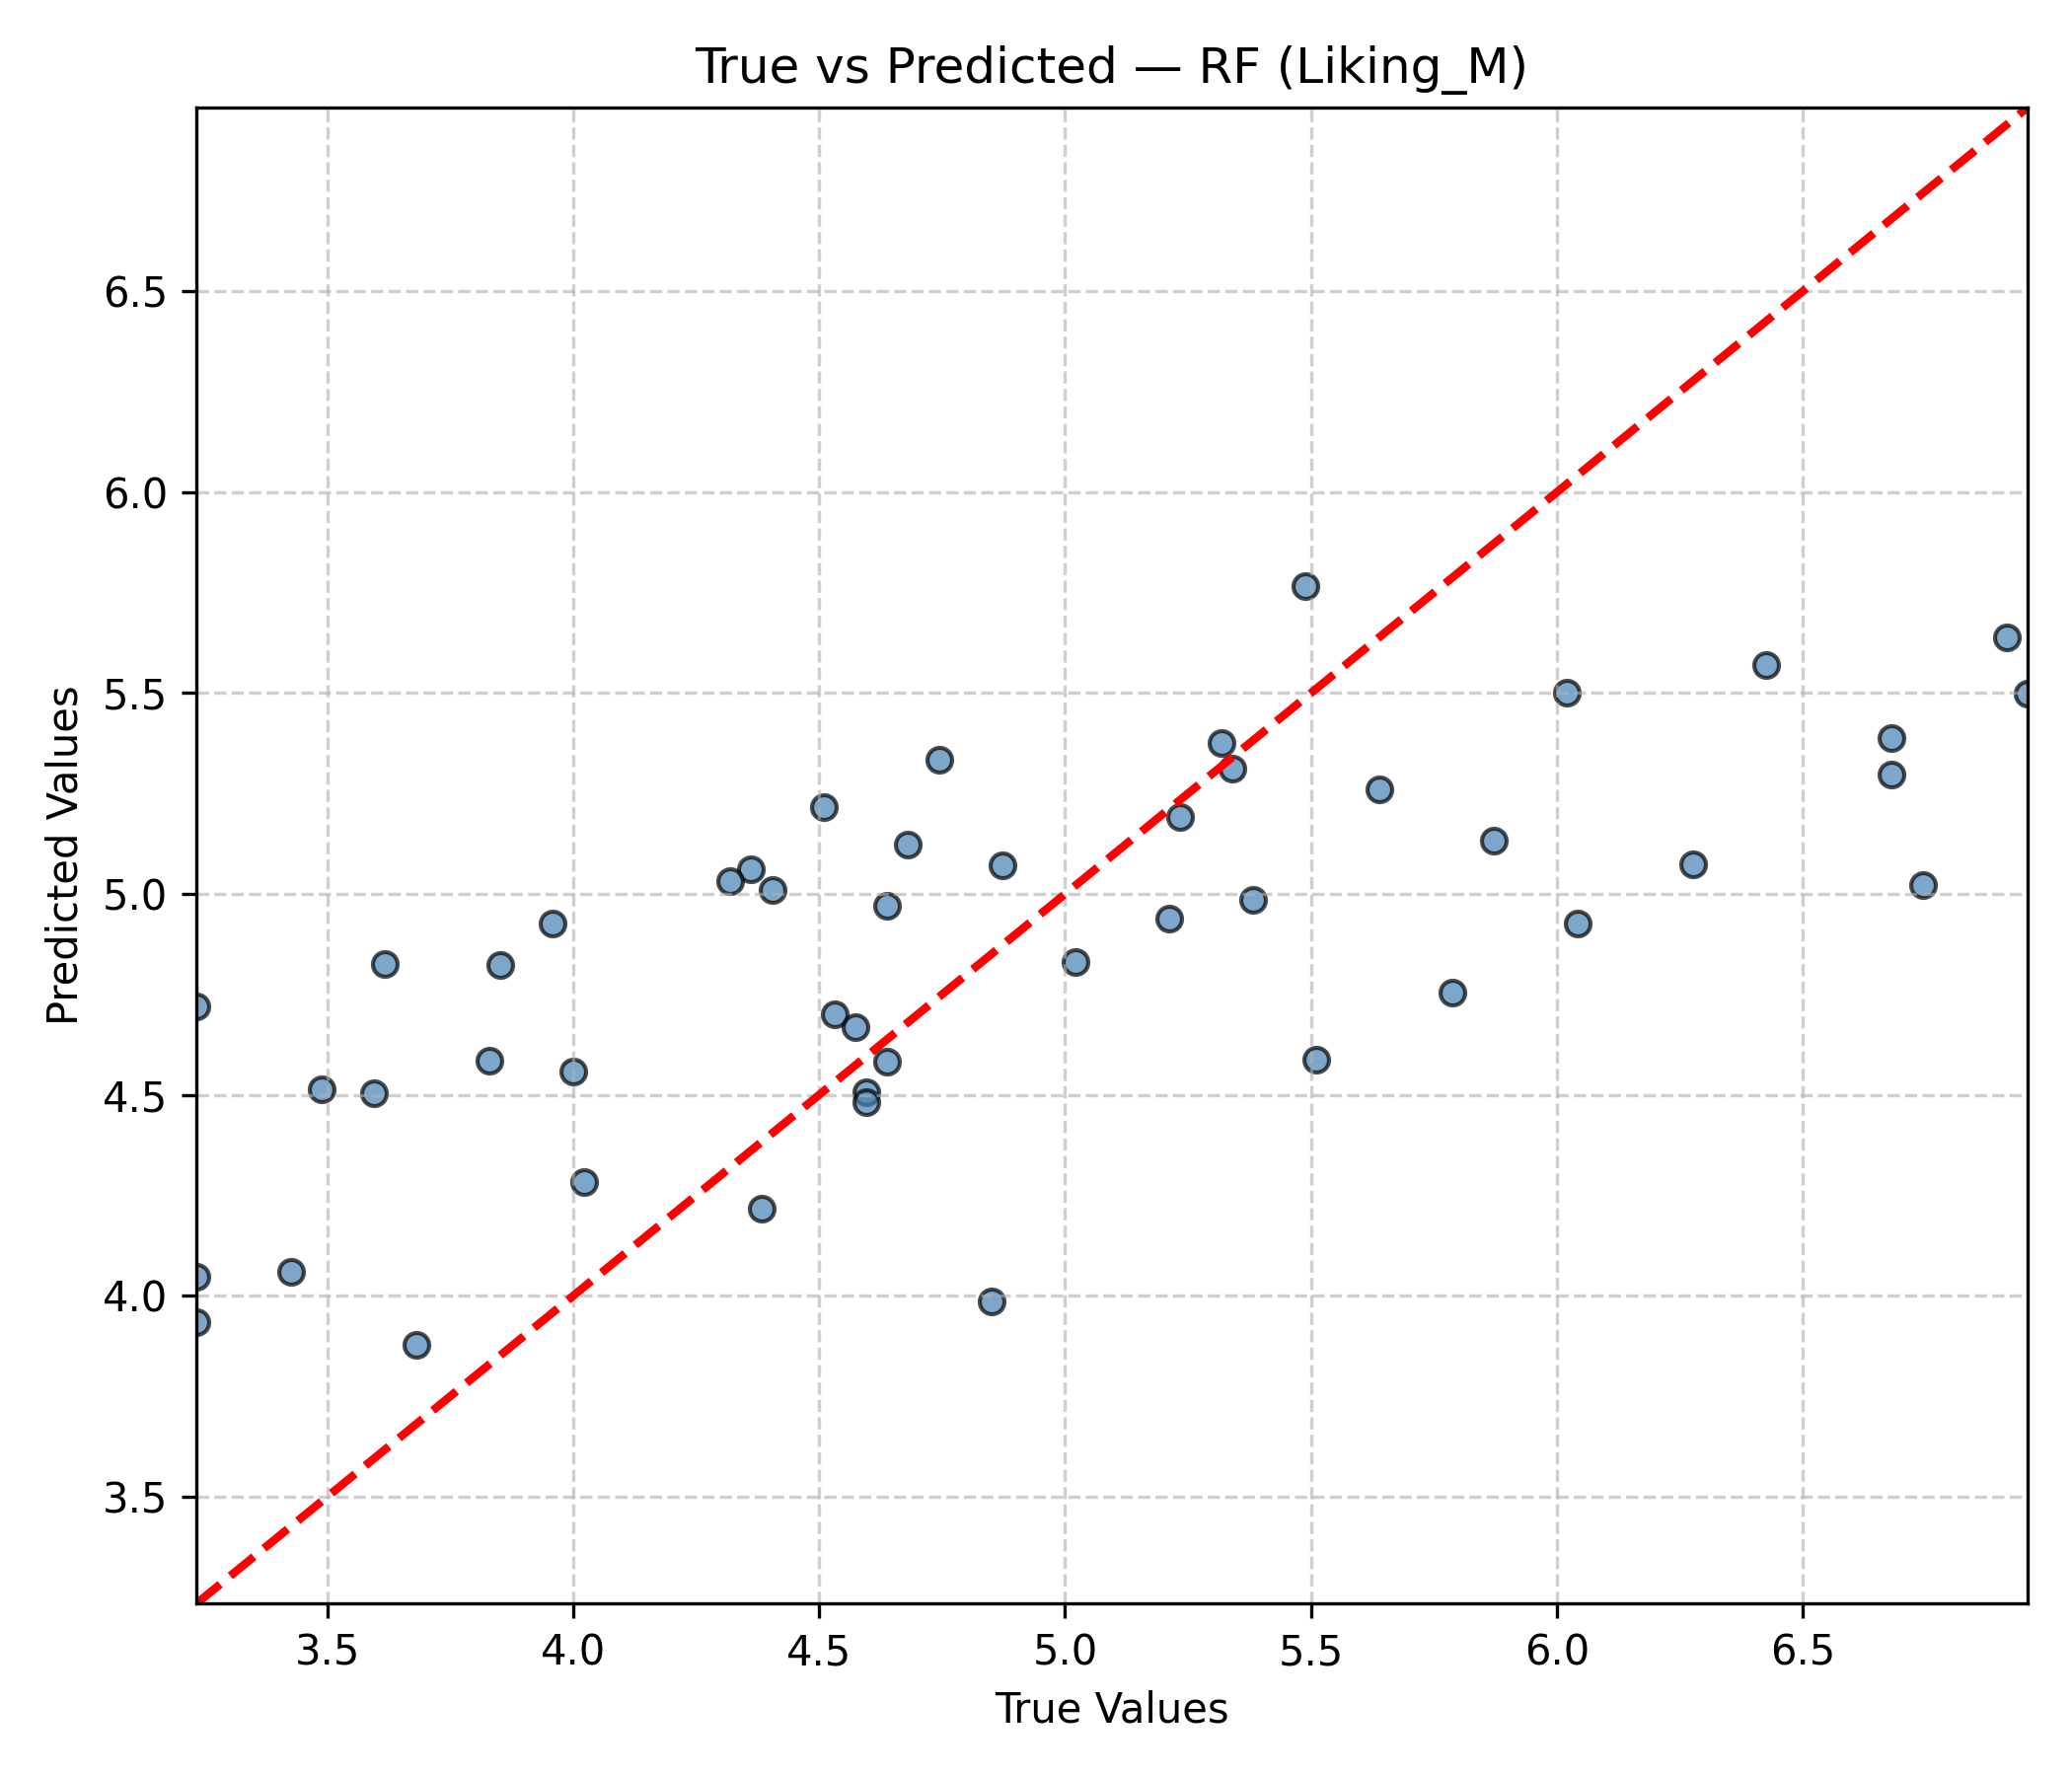 True vs Predicted — RF (Liking_M)
Predicted Values
6.5
6.0
5.5
5.0
4.5
4.0
3.5
3.5 4.0 4.5 5.0 5.5 6.0 6.5
True Values